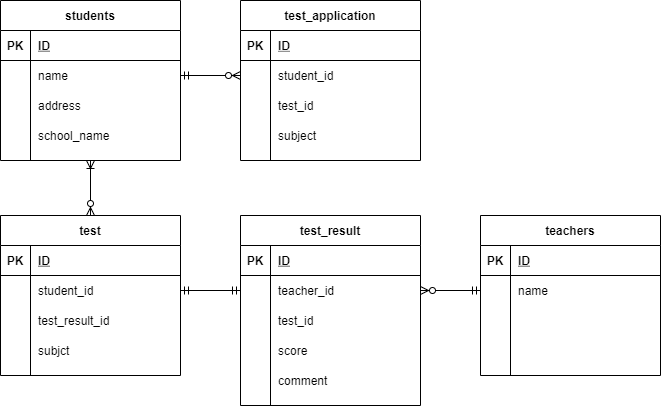 students
PK ID
name
address
school_name
test_application
PK ID
student_id
test_id
subject
test
PK ID
student_id
test_result_id
subjct
test_result
PK ID
teacher_id
test_id
score
comment
teachers
PK ID
name